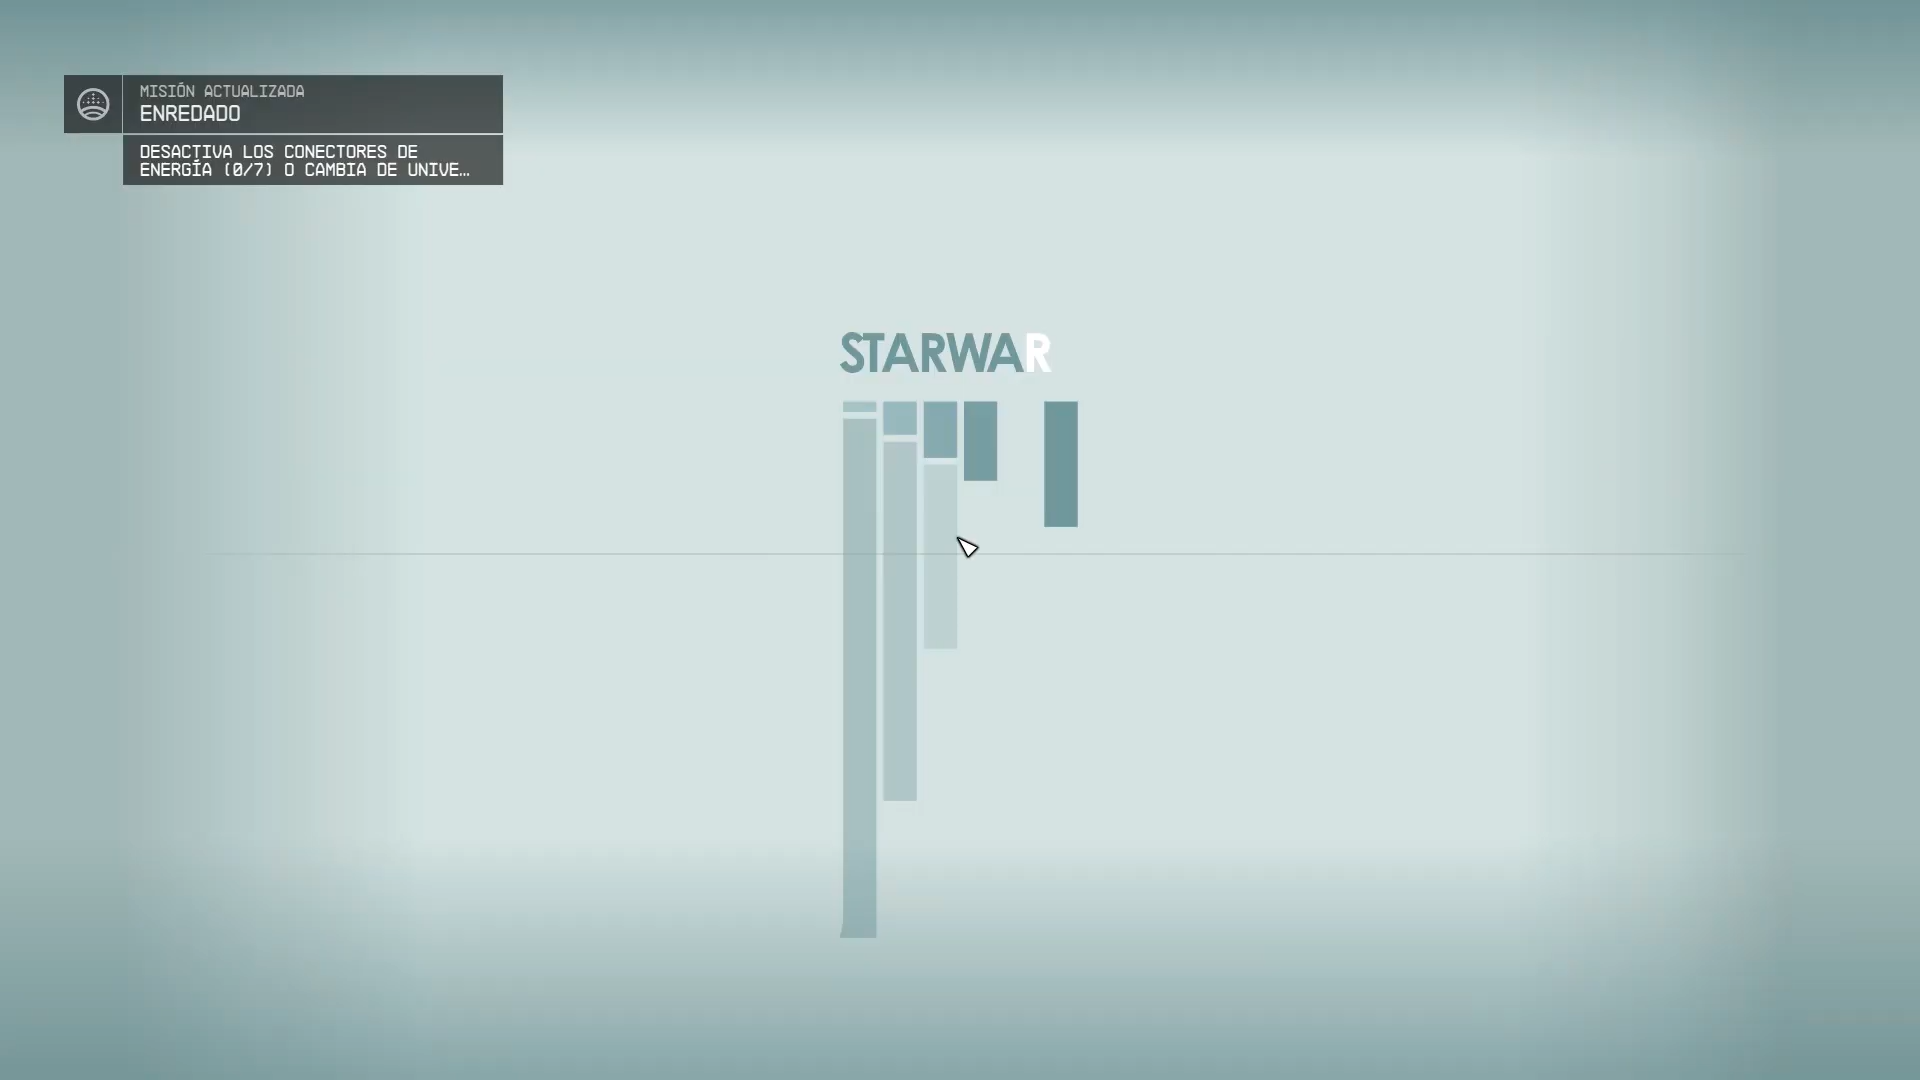 MISIÓN ACTUALIZADA
ENREDADO
DESACTIVA LOS CONECTORES DE
ENERGÍA (0/7) O CAMBIA DE UNIVE...
STARWAR